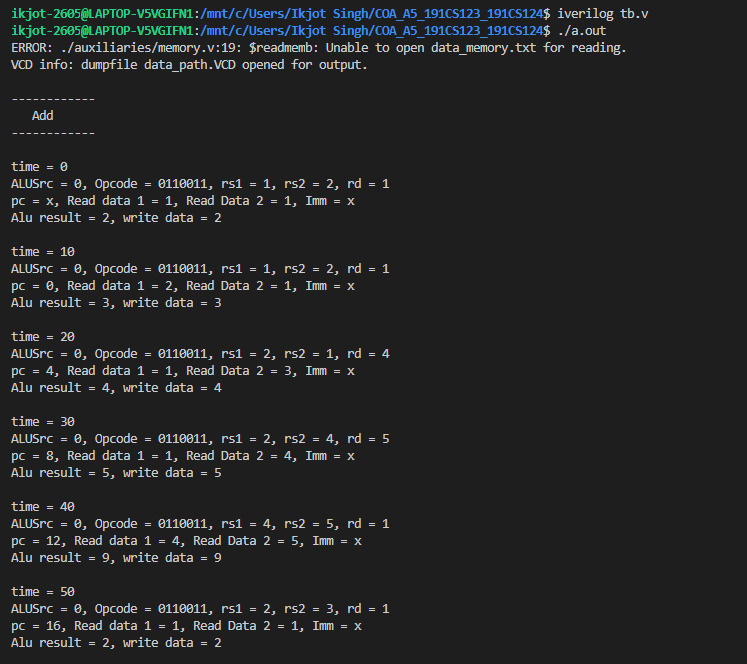 ikjot-2605@LAPTOP-V5VGIFN1:/mnt/c/Users/Ikjot Singh/COA_A5_191CS123_191CS124$ iverilog tb.v
ikjot-2605@LAPTOP-V5VGIFN1:/mnt/c/Users/Ikjot Singh/COA_A5_191CS123_191CS124$ ./a.out
ERROR: ./auxiliaries/memory.v:19: $readmemb: Unable to open data_memory.txt for reading.
VCD info: dumpfile data_path.VCD opened for output.
------------
Add
------------
time = 0
ALUSrc = 0, Opcode = 0110011, rs1 = 1, rs2 = 2, rd = 1
pc = x, Read data 1 = 1, Read Data 2 = 1, Imm = x
Alu result = 2, write data = 2
time = 10
ALUSrc = 0, Opcode = 0110011, rs1 = 1, rs2 = 2, rd = 1
pc = 0, Read data 1 = 2, Read Data 2 = 1, Imm = x
Alu result = 3, write data = 3
time = 20
ALUSrc = 0, Opcode = 0110011, rs1 = 2, rs2 = 1, rd = 4
pc = 4, Read data 1 = 1, Read Data 2 = 3, Imm = x
Alu result = 4, write data = 4
time = 30
ALUSrc = 0, Opcode = 0110011, rs1 = 2, rs2 = 4, rd = 5
pc = 8, Read data 1 = 1, Read Data 2 = 4, Imm = x
Alu result = 5, write data = 5
time = 40
ALUSrc = 0, Opcode = 0110011, rs1 = 4, rs2 = 5, rd = 1
pc = 12, Read data 1 = 4, Read Data 2 = 5, Imm = x
Alu result = 9, write data = 9
time = 50
ALUSrc = 0, Opcode = 0110011, rs1 = 2, rs2 = 3, rd = 1
pc = 16, Read data 1 = 1, Read Data 2 = 1, Imm = x
Alu result = 2, write data = 2